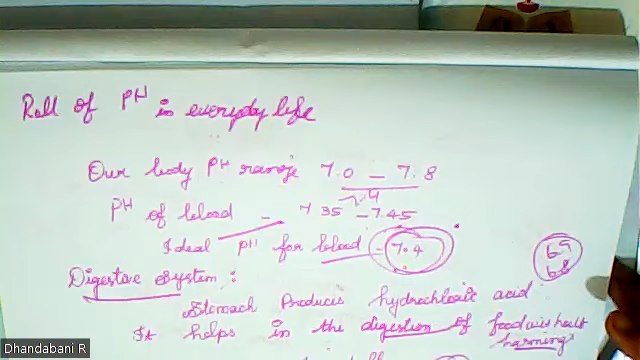 Roll of PH in everyday life
Our body PH range 7.0 - 7.8
7.4
PH of blood - 7.35 - 7.45
Ideal pH for blood - 7.4
6.9
6.8
Digestive System :
Stomach Produces hydrochloric acid
It helps in the digestion of food without
harming
Dhandabani R